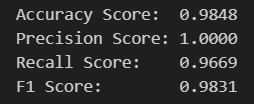 Accuracy Score:  0.9848
Precision Score: 1.0000
Recall Score:    0.9669
F1 Score:        0.9831